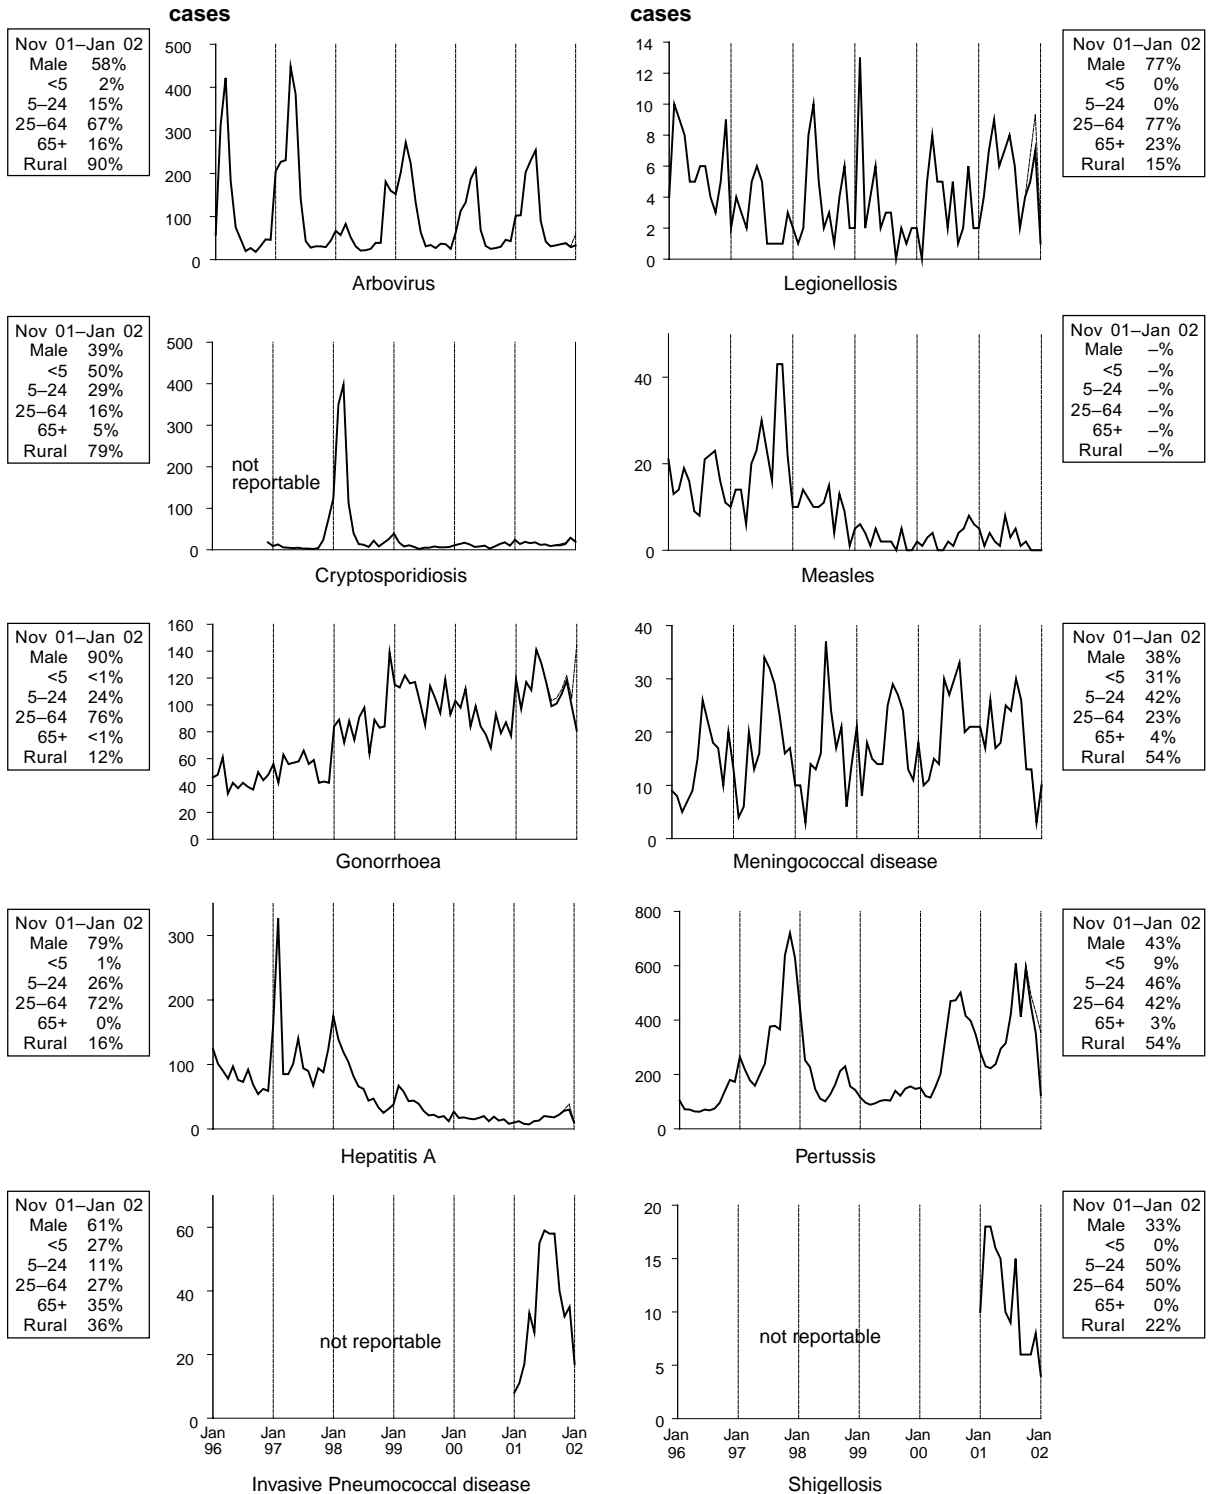 cases
cases
Nov 01–Jan 02
Male 58%
<5 2%
5–24 15%
25–64 67%
65+ 16%
Rural 90%
500
400
300
200
100
0
Arbovirus
14
12
10
8
6
4
2
0
Legionellosis
Nov 01–Jan 02
Male 77%
<5 0%
5–24 0%
25–64 77%
65+ 23%
Rural 15%
Nov 01–Jan 02
Male 39%
<5 50%
5–24 29%
25–64 16%
65+ 5%
Rural 79%
500
400
300
200
100
0
not
reportable
Cryptosporidiosis
40
20
0
Measles
Nov 01–Jan 02
Male –%
<5 –%
5–24 –%
25–64 –%
65+ –%
Rural –%
Nov 01–Jan 02
Male 90%
<5 <1%
5–24 24%
25–64 76%
65+ <1%
Rural 12%
160
140
120
100
80
60
40
20
0
Gonorrhoea
40
30
20
10
0
Meningococcal disease
Nov 01–Jan 02
Male 38%
<5 31%
5–24 42%
25–64 23%
65+ 4%
Rural 54%
Nov 01–Jan 02
Male 79%
<5 1%
5–24 26%
25–64 72%
65+ 0%
Rural 16%
300
200
100
0
Hepatitis A
800
600
400
200
0
Pertussis
Nov 01–Jan 02
Male 43%
<5 9%
5–24 46%
25–64 42%
65+ 3%
Rural 54%
Nov 01–Jan 02
Male 61%
<5 27%
5–24 11%
25–64 27%
65+ 35%
Rural 36%
60
40
20
0
not reportable
Jan Jan Jan Jan Jan Jan Jan
96 97 98 99 00 01 02
Invasive Pneumococcal disease
20
15
10
5
0
not reportable
Jan Jan Jan Jan Jan Jan Jan
96 97 98 99 00 01 02
Shigellosis
Nov 01–Jan 02
Male 33%
<5 0%
5–24 50%
25–64 50%
65+ 0%
Rural 22%